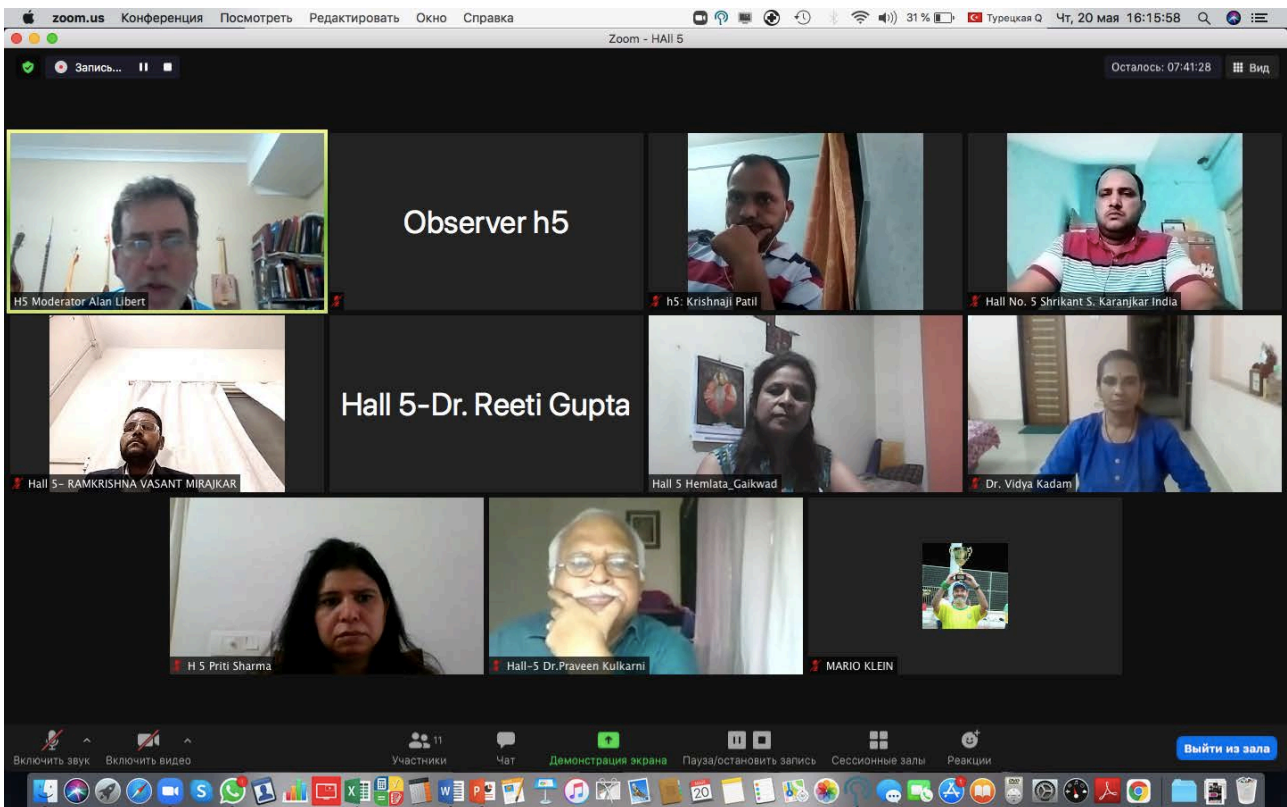 zoom.us Конференция Посмотреть Редактировать Окно Справка 31 % Турецкая Q Чт, 20 мая 16:15:58
Zoom - HAll 5
Запись... Осталось: 07:41:28 Вид
Observer h5
H5 Moderator Alan Libert
h5: Krishnaji Patil
Hall No. 5 Shrikant S. Karanjkar India
Hall 5-Dr. Reeti Gupta
Hall 5- RAMKRISHNA VASANT MIRAJKAR
Hall 5 Hemlata_Gaikwad
Dr. Vidya Kadam
H 5 Priti Sharma
Hall-5 Dr.Praveen Kulkarni
MARIO KLEIN
Включить звук Включить видео Участники 11 Чат Демонстрация экрана Пауза/остановить запись Сессионные залы Реакции Выйти из зала
20